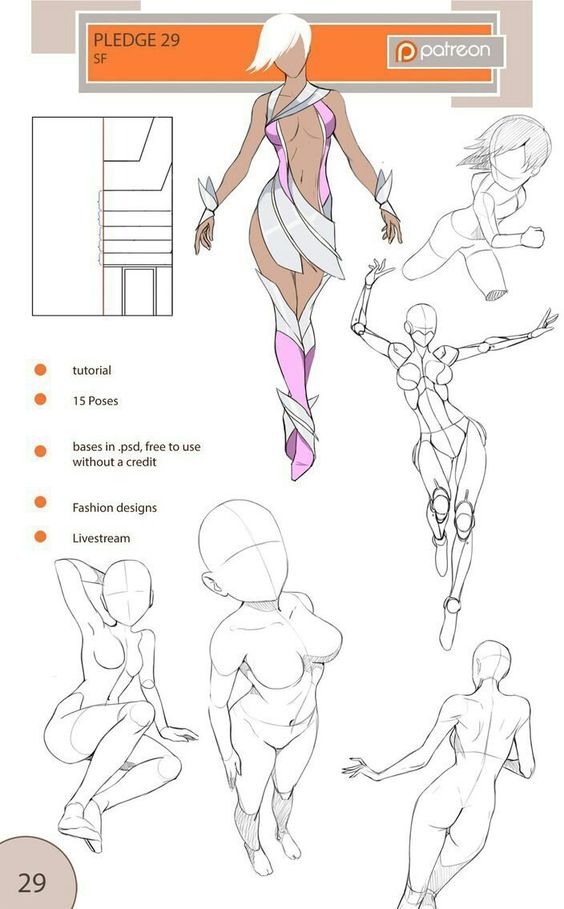 PLEDGE 29
SF
patreon
tutorial
15 Poses
bases in .psd, free to use
without a credit
Fashion designs
Livestream
29